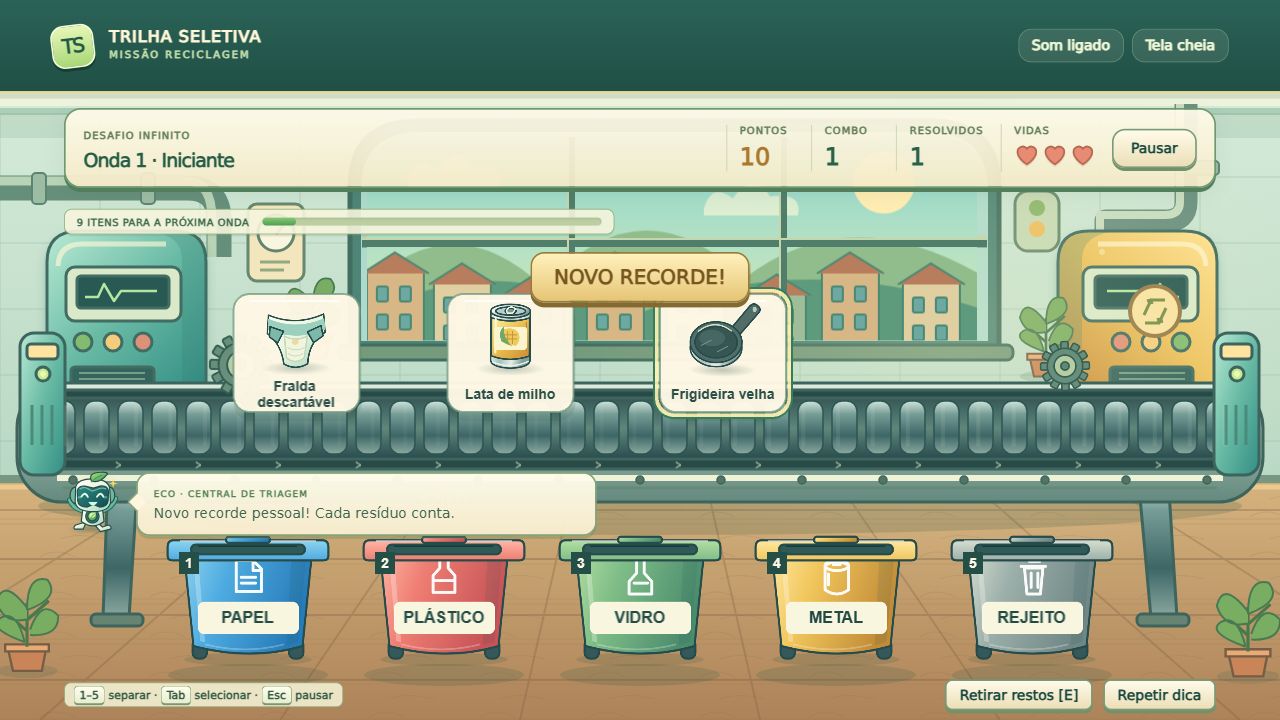 TS
TRILHA SELETIVA
MISSÃO RECICLAGEM
Som ligado
Tela cheia
DESAFIO INFINITO
Onda 1 · Iniciante
PONTOS
10
COMBO
1
RESOLVIDOS
1
VIDAS
Pausar
9 ITENS PARA A PRÓXIMA ONDA
NOVO RECORDE!
Fralda
descartável
Lata de milho
Frigideira velha
ECO · CENTRAL DE TRIAGEM
Novo recorde pessoal! Cada resíduo conta.
1
PAPEL
2
PLÁSTICO
3
VIDRO
4
METAL
5
REJEITO
1–5 separar · Tab selecionar · Esc pausar
Retirar restos [E]
Repetir dica